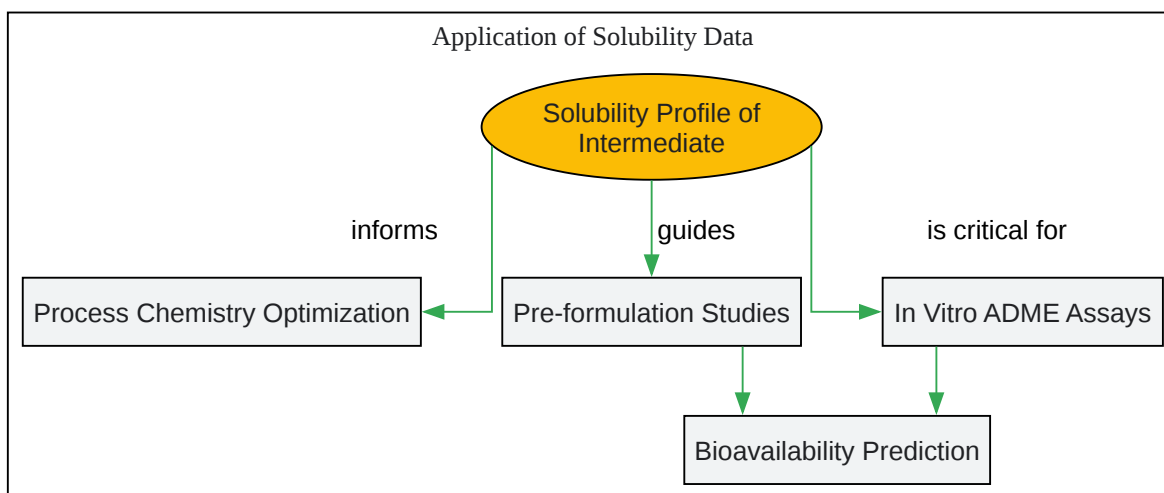 Application of Solubility Data
Solubility Profile of
Intermediate
informs
guides
is critical for
Process Chemistry Optimization
Pre-formulation Studies
In Vitro ADME Assays
Bioavailability Prediction